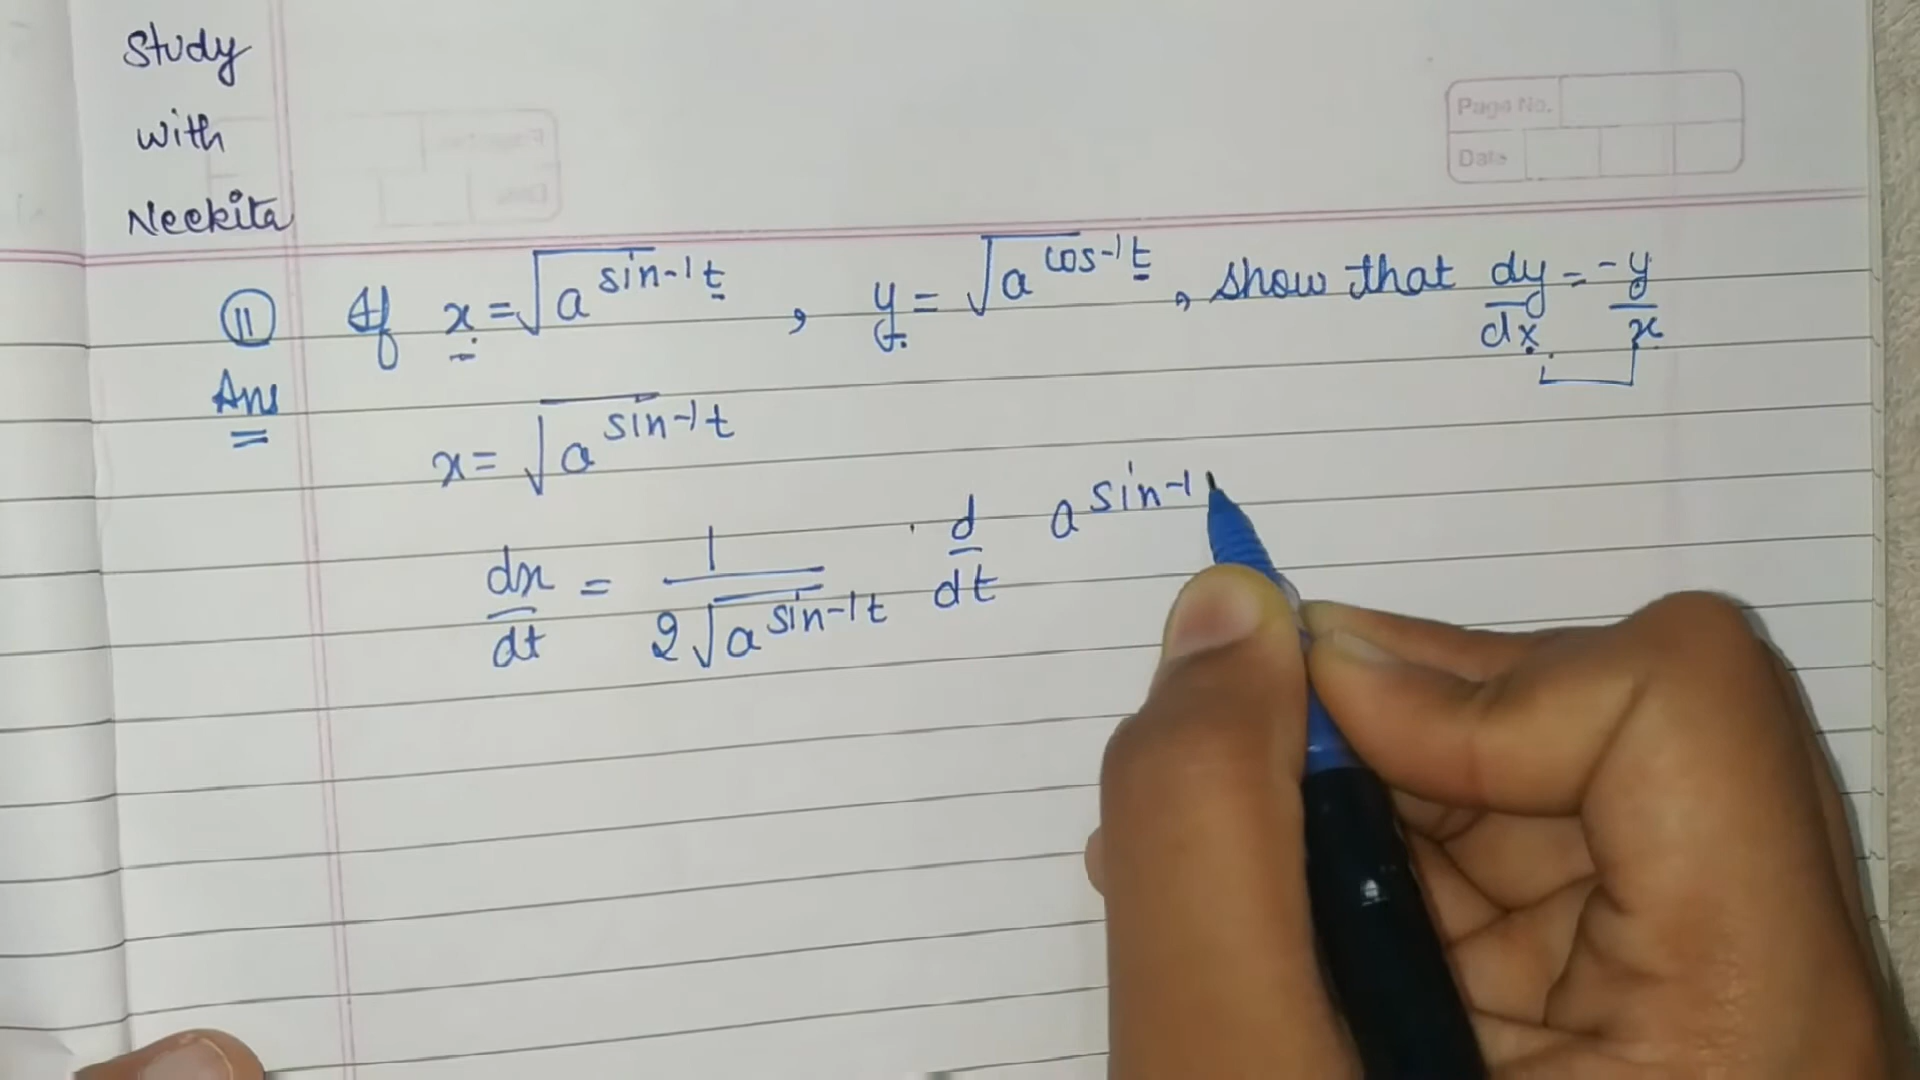 Study
with
Neekita
Page No.
Date
(11) If x = √a^sin-1t , y = √a^cos-1t , show that dy/dx = -y/x
Ans
x = √a^sin-1t
dx/dt = 1/2√a^sin-1t · d/dt a^sin-1